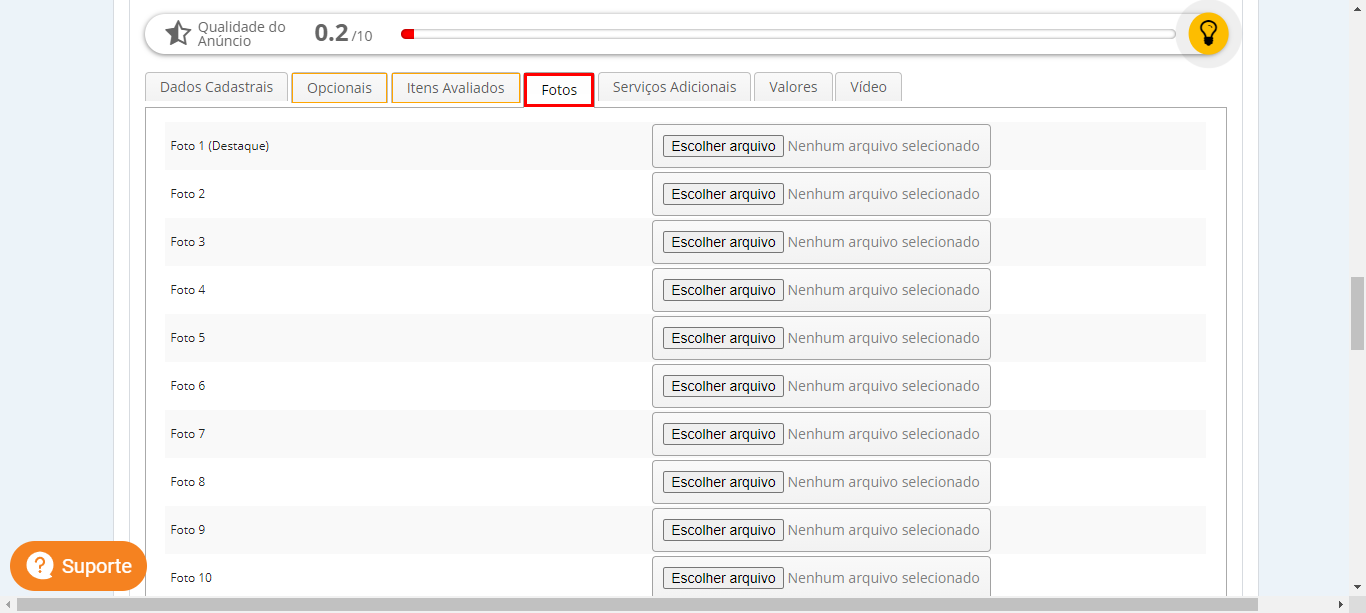 Qualidade do
Anúncio
0.2 /10
Dados Cadastrais Opcionais Itens Avaliados Fotos Serviços Adicionais Valores Vídeo
Foto 1 (Destaque) Escolher arquivo Nenhum arquivo selecionado
Foto 2 Escolher arquivo Nenhum arquivo selecionado
Foto 3 Escolher arquivo Nenhum arquivo selecionado
Foto 4 Escolher arquivo Nenhum arquivo selecionado
Foto 5 Escolher arquivo Nenhum arquivo selecionado
Foto 6 Escolher arquivo Nenhum arquivo selecionado
Foto 7 Escolher arquivo Nenhum arquivo selecionado
Foto 8 Escolher arquivo Nenhum arquivo selecionado
Foto 9 Escolher arquivo Nenhum arquivo selecionado
? Suporte
Foto 10 Escolher arquivo Nenhum arquivo selecionado